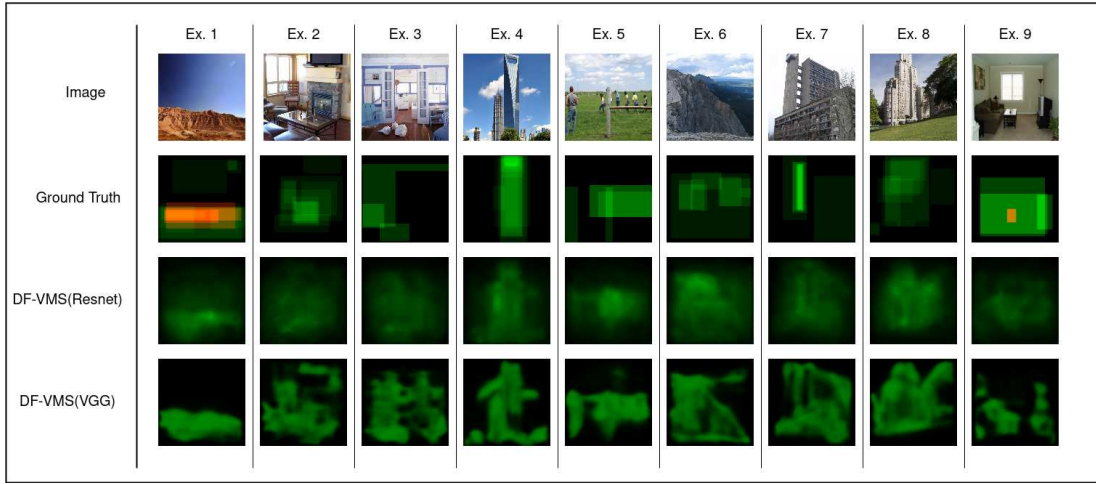 Ex. 1 Ex. 2 Ex. 3 Ex. 4 Ex. 5 Ex. 6 Ex. 7 Ex. 8 Ex. 9
Image
Ground Truth
DF-VMS(Resnet)
DF-VMS(VGG)